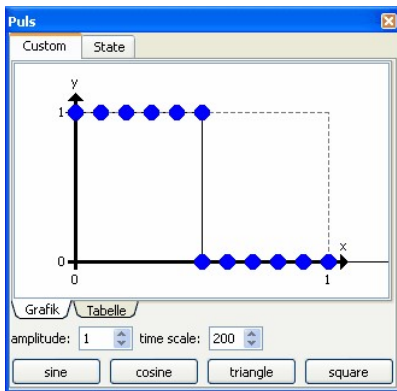 Puls
Custom State
y
1
x
0
0 1
Grafik Tabelle
amplitude: 1 time scale: 200
sine cosine triangle square